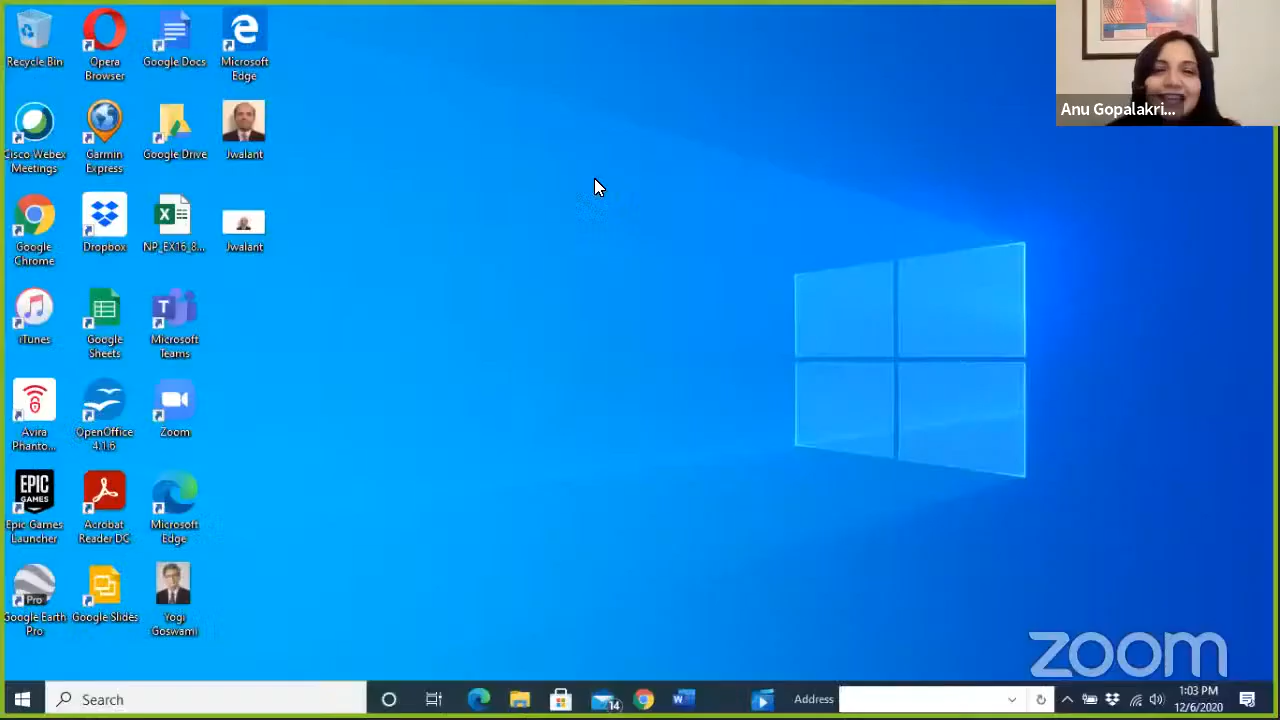 Recycle Bin
Opera
Browser
Google Docs
Microsoft
Edge
Cisco Webex
Meetings
Garmin
Express
Google Drive
Jwalant
Google
Chrome
Dropbox
NP_EX16_8...
Jwalant
iTunes
Google
Sheets
Microsoft
Teams
Avira
Phanto...
OpenOffice
4.1.6
Zoom
EPIC
GAMES
Epic Games
Launcher
Acrobat
Reader DC
Microsoft
Edge
Pro
Google Earth
Pro
Google Slides
Yogi
Goswami
Anu Gopalakri...
zoom
Search
14
Address
1:03 PM
12/6/2020